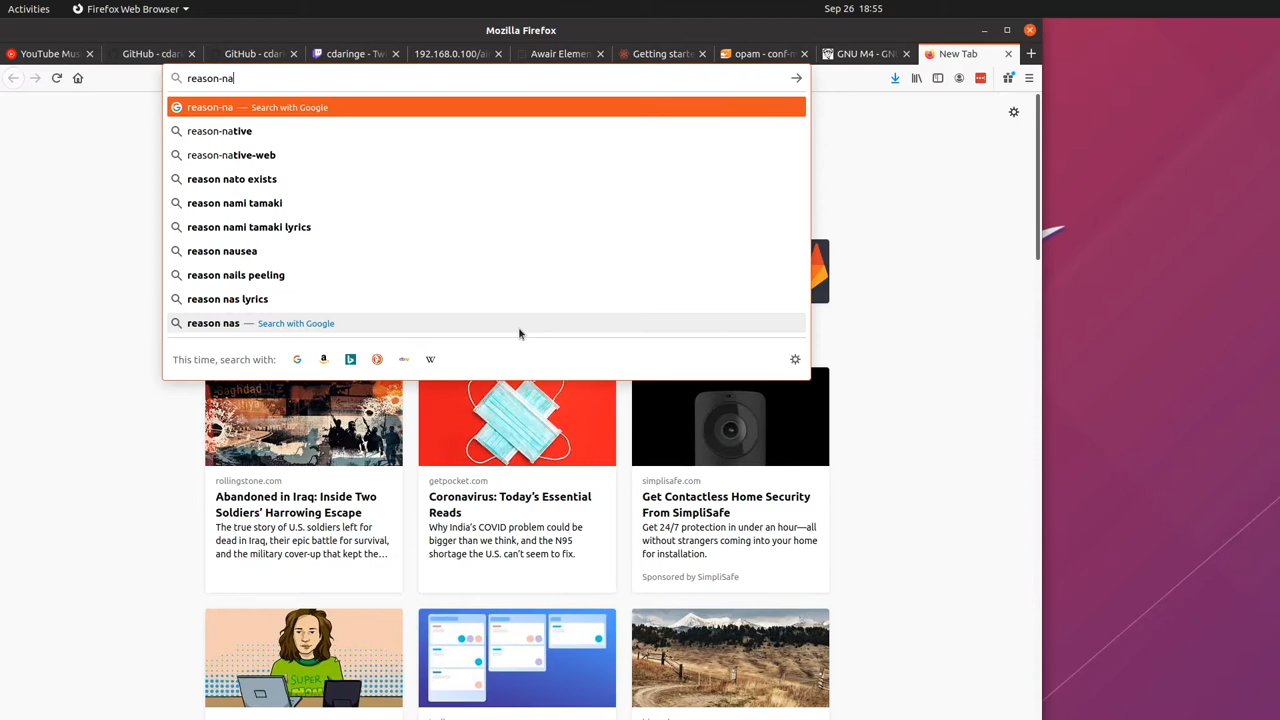 Activities
Firefox Web Browser
Sep 26 18:55
Mozilla Firefox
YouTube Mus
GitHub - cdari
GitHub - cdar
cdaringe - Twi
192.168.0.100/ai
Awair Elemen
Getting starte
opam - conf-m
GNU M4 - GNU
New Tab
reason-na
reason-na — Search with Google
reason-native
reason-native-web
reason nato exists
reason nami tamaki
reason nami tamaki lyrics
reason nausea
reason nails peeling
reason nas lyrics
reason nas — Search with Google
This time, search with:
rollingstone.com
Abandoned in Iraq: Inside Two
Soldiers' Harrowing Escape
The true story of U.S. soldiers left for
dead in Iraq, their epic battle for survival,
and the military cover-up that kept the...
getpocket.com
Coronavirus: Today's Essential
Reads
Why India's COVID problem could be
bigger than we think, and the N95
shortage the U.S. can't seem to fix.
simplisafe.com
Get Contactless Home Security
From SimpliSafe
Get 24/7 protection in under an hour—all
without strangers coming into your home
for installation.
Sponsored by SimpliSafe
SUPER